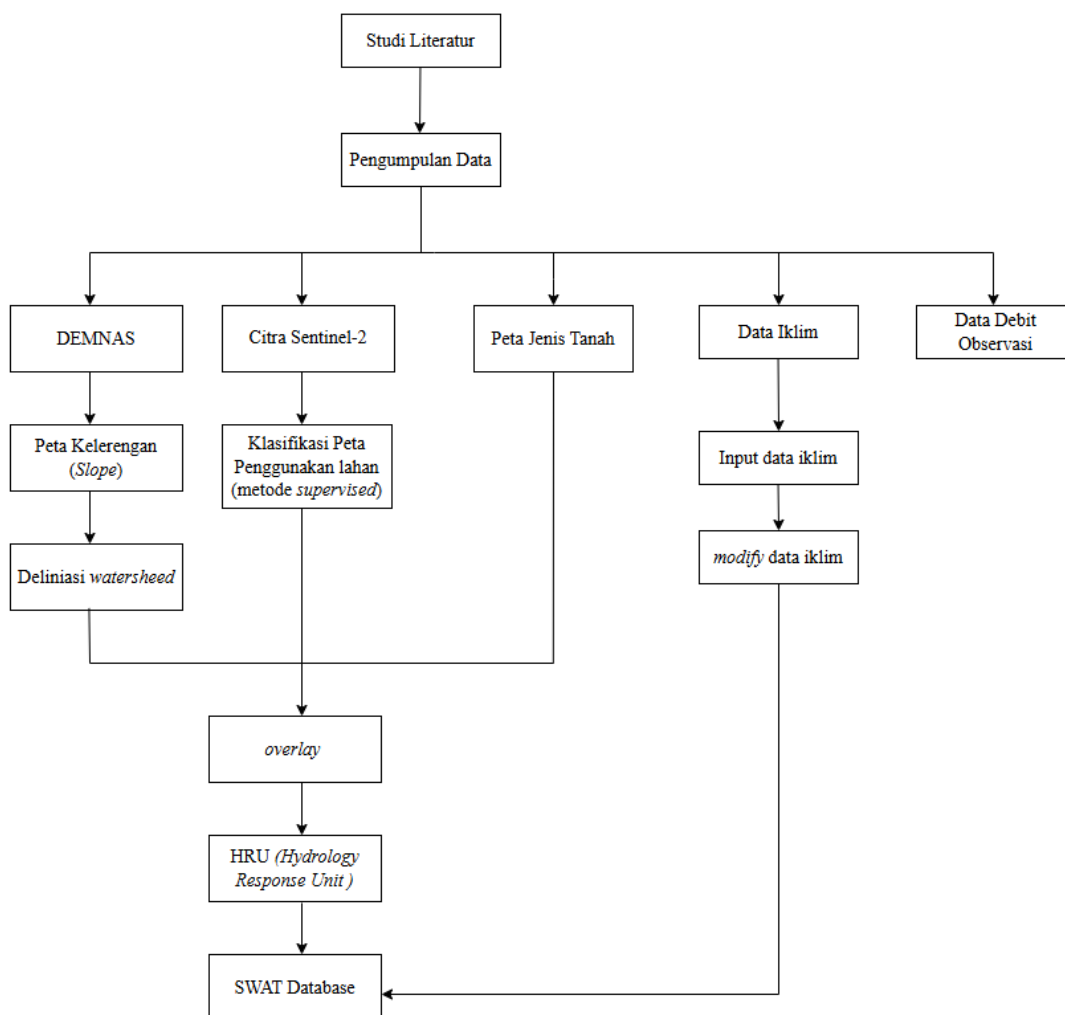 Studi Literatur
Pengumpulan Data
DEMNAS
Citra Sentinel-2
Peta Jenis Tanah
Data Iklim
Data Debit
Observasi
Peta Kelerengan
(Slope)
Klasifikasi Peta
Penggunakan lahan
(metode supervised)
Input data iklim
Deliniasi watersheed
modify data iklim
overlay
HRU (Hydrology
Response Unit )
SWAT Database